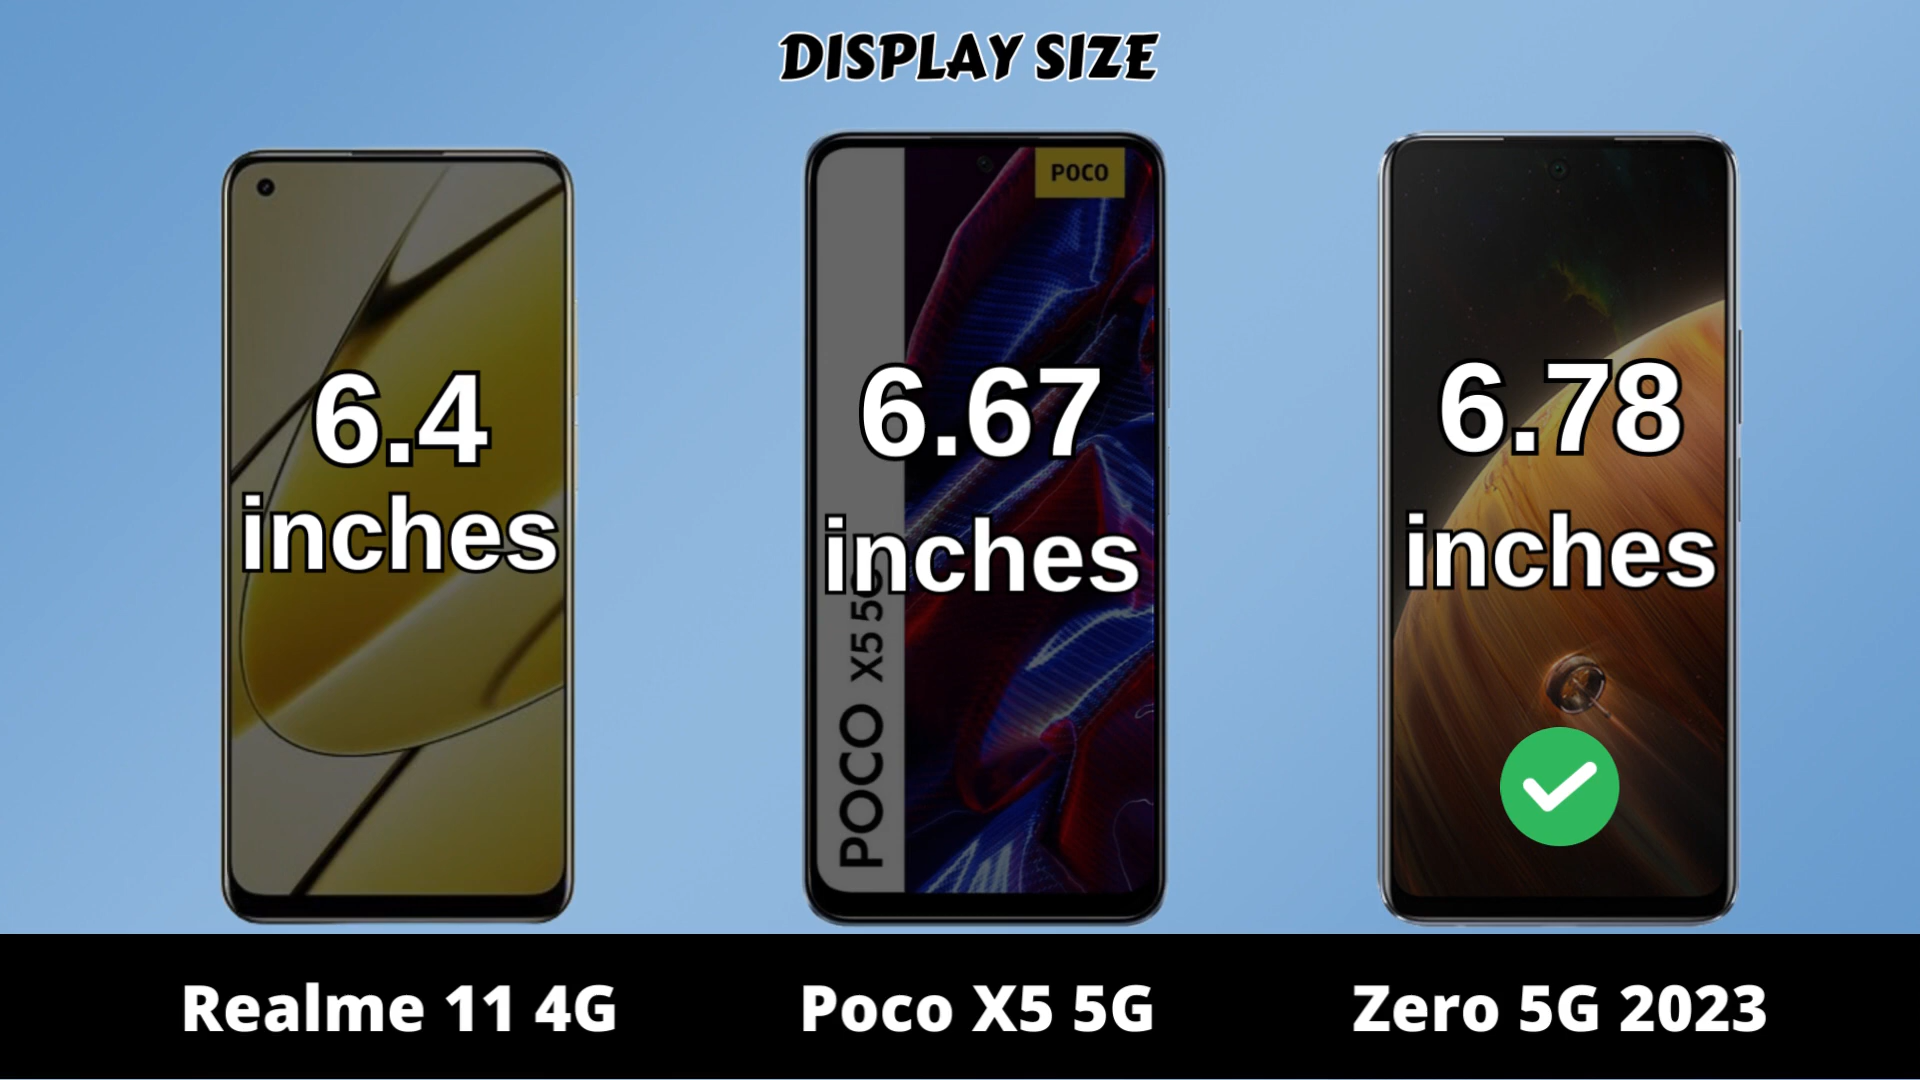 DISPLAY SIZE
6.4
inches
POCO
6.67
inches
POCO X5 5G
6.78
inches
Realme 11 4G
Poco X5 5G
Zero 5G 2023